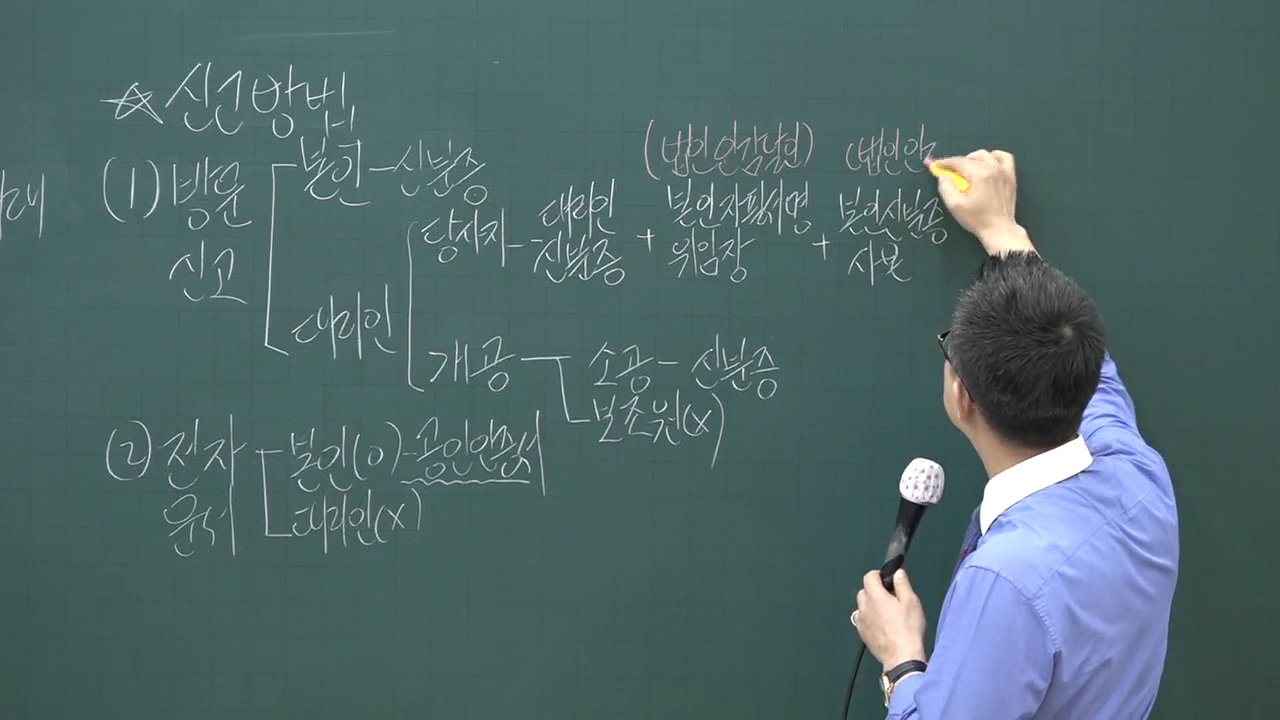 ☆ 신고방법
(1) 방문신고
본인 - 신분증
대리인
당사자 - 대리인 신분증 + 본인자필서명 위임장 + 본인신분증 사본
(법인인감날인) (법인인
개공
소공 - 신분증
보조원(x)
(2) 전자문서
본인(o) - 공인인증서
대리인(x)